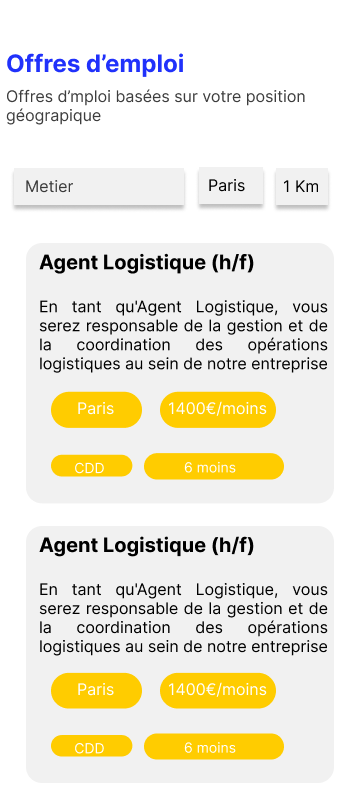 Offres d’emploi
Offres d’mploi basées sur votre position
géograpique
Metier
Paris
1 Km
Agent Logistique (h/f)
En tant qu'Agent Logistique, vous
serez responsable de la gestion et de
la coordination des opérations
logistiques au sein de notre entreprise
Paris
1400€/moins
CDD
6 moins
Agent Logistique (h/f)
En tant qu'Agent Logistique, vous
serez responsable de la gestion et de
la coordination des opérations
logistiques au sein de notre entreprise
Paris
1400€/moins
CDD
6 moins